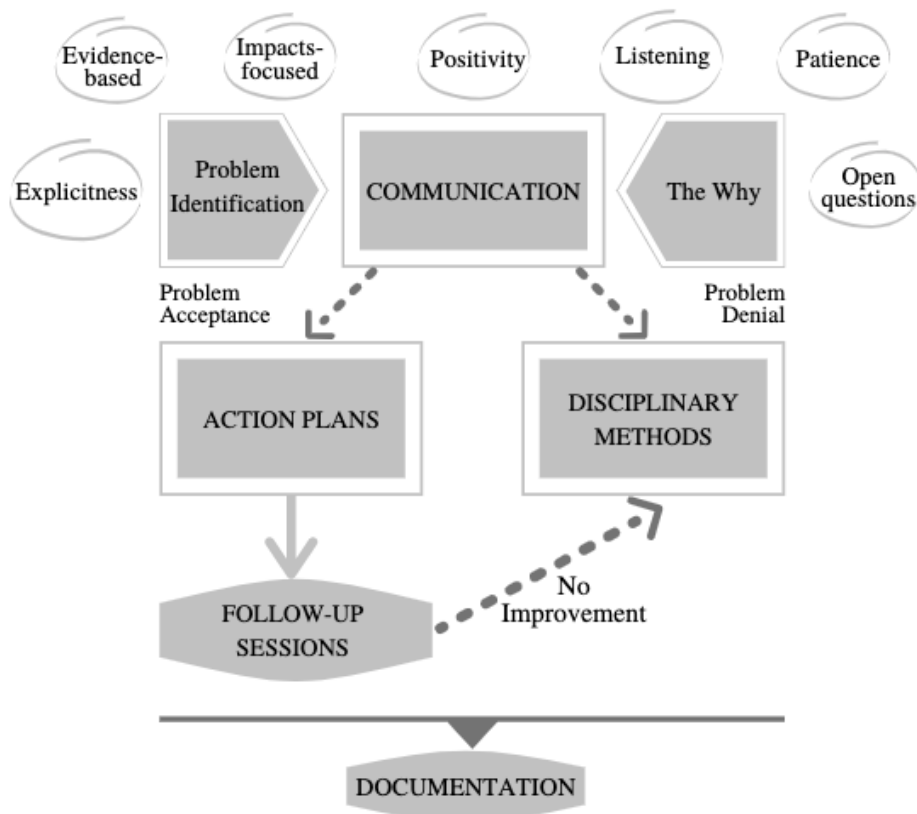 Evidence-
based
Impacts-
focused
Positivity
Listening
Patience
Explicitness
Problem
Identification
COMMUNICATION
The Why
Open
questions
Problem
Acceptance
Problem
Denial
ACTION PLANS
DISCIPLINARY
METHODS
No
Improvement
FOLLOW-UP
SESSIONS
DOCUMENTATION